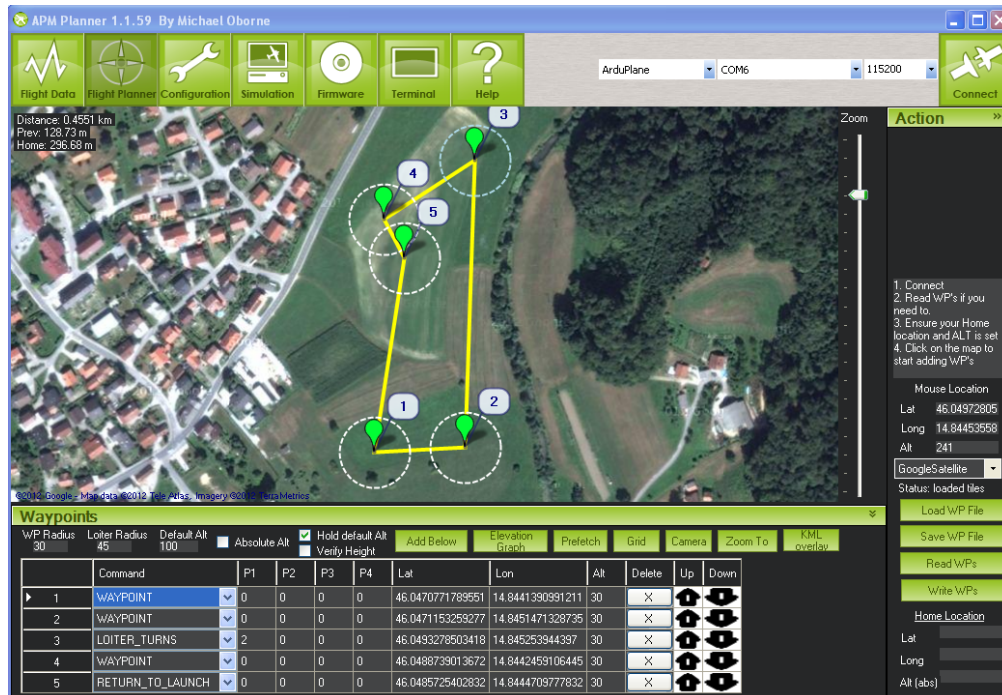 APM Planner 1.1.59 By Michael Oborne
Flight Data
Flight Planner
Configuration
Simulation
Firmware
Terminal
Help
ArduPlane
COM6
115200
Connect
Distance: 0.4551 km
Prev: 128.73 m
Home: 296.68 m
3
4
5
1
2
©2012 Google - Map data ©2012 Tele Atlas, Imagery ©2012 TerraMetrics
Zoom
Action
1. Connect
2. Read WP's if you
need to.
3. Ensure your Home
location and ALT is set
4. Click on the map to
start adding WP's
Mouse Location
Lat 46.04972805
Long 14.84453558
Alt 241
GoogleSatellite
Status: loaded tiles
Load WP File
Save WP File
Read WPs
Write WPs
Home Location
Lat
Long
Alt (abs)
Waypoints
WP Radius Loiter Radius Default Alt
30 45 100
Absolute Alt
Hold default Alt
Verify Height
Add Below
Elevation
Graph
Prefetch
Grid
Camera
Zoom To
KML
overlay
Command P1 P2 P3 P4 Lat Lon Alt Delete Up Down
1 WAYPOINT 0 0 0 0 46.0470771789551 14.8441390991211 30 X
2 WAYPOINT 0 0 0 0 46.0471153259277 14.8451471328735 30 X
3 LOITER_TURNS 2 0 0 0 46.0493278503418 14.845253944397 30 X
4 WAYPOINT 0 0 0 0 46.0488739013672 14.8442459106445 30 X
5 RETURN_TO_LAUNCH 0 0 0 0 46.0485725402832 14.8444709777832 30 X